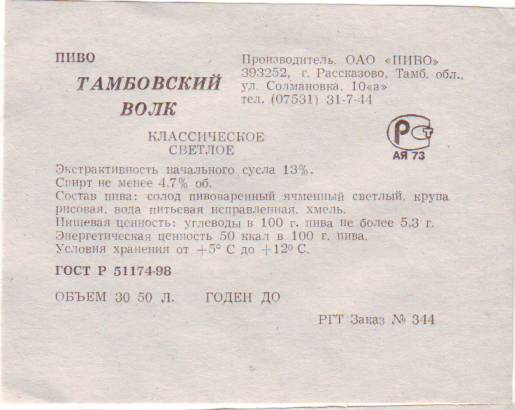 ПИВО
ТАМБОВСКИЙ
ВОЛК
Производитель. ОАО «ПИВО»
393252, г. Рассказово, Тамб. обл.,
ул. Солмановка, 10«а»
тел. (07531) 31-7-44
КЛАССИЧЕСКОЕ
СВЕТЛОЕ
РСТ
АЯ 73
Экстрактивность начального сусла 13%.
Спирт не менее 4,7% об.
Состав пива: солод пивоваренный ячменный светлый, крупа
рисовая, вода питьевая исправленная, хмель.
Пищевая ценность: углеводы в 100 г. пива не более 5,3 г.
Энергетическая ценность 50 ккал в 100 г. пива.
Условия хранения от +5° С до +12° С.
ГОСТ Р 51174-98
ОБЪЕМ 30 50 Л. ГОДЕН ДО
РГТ Заказ № 344